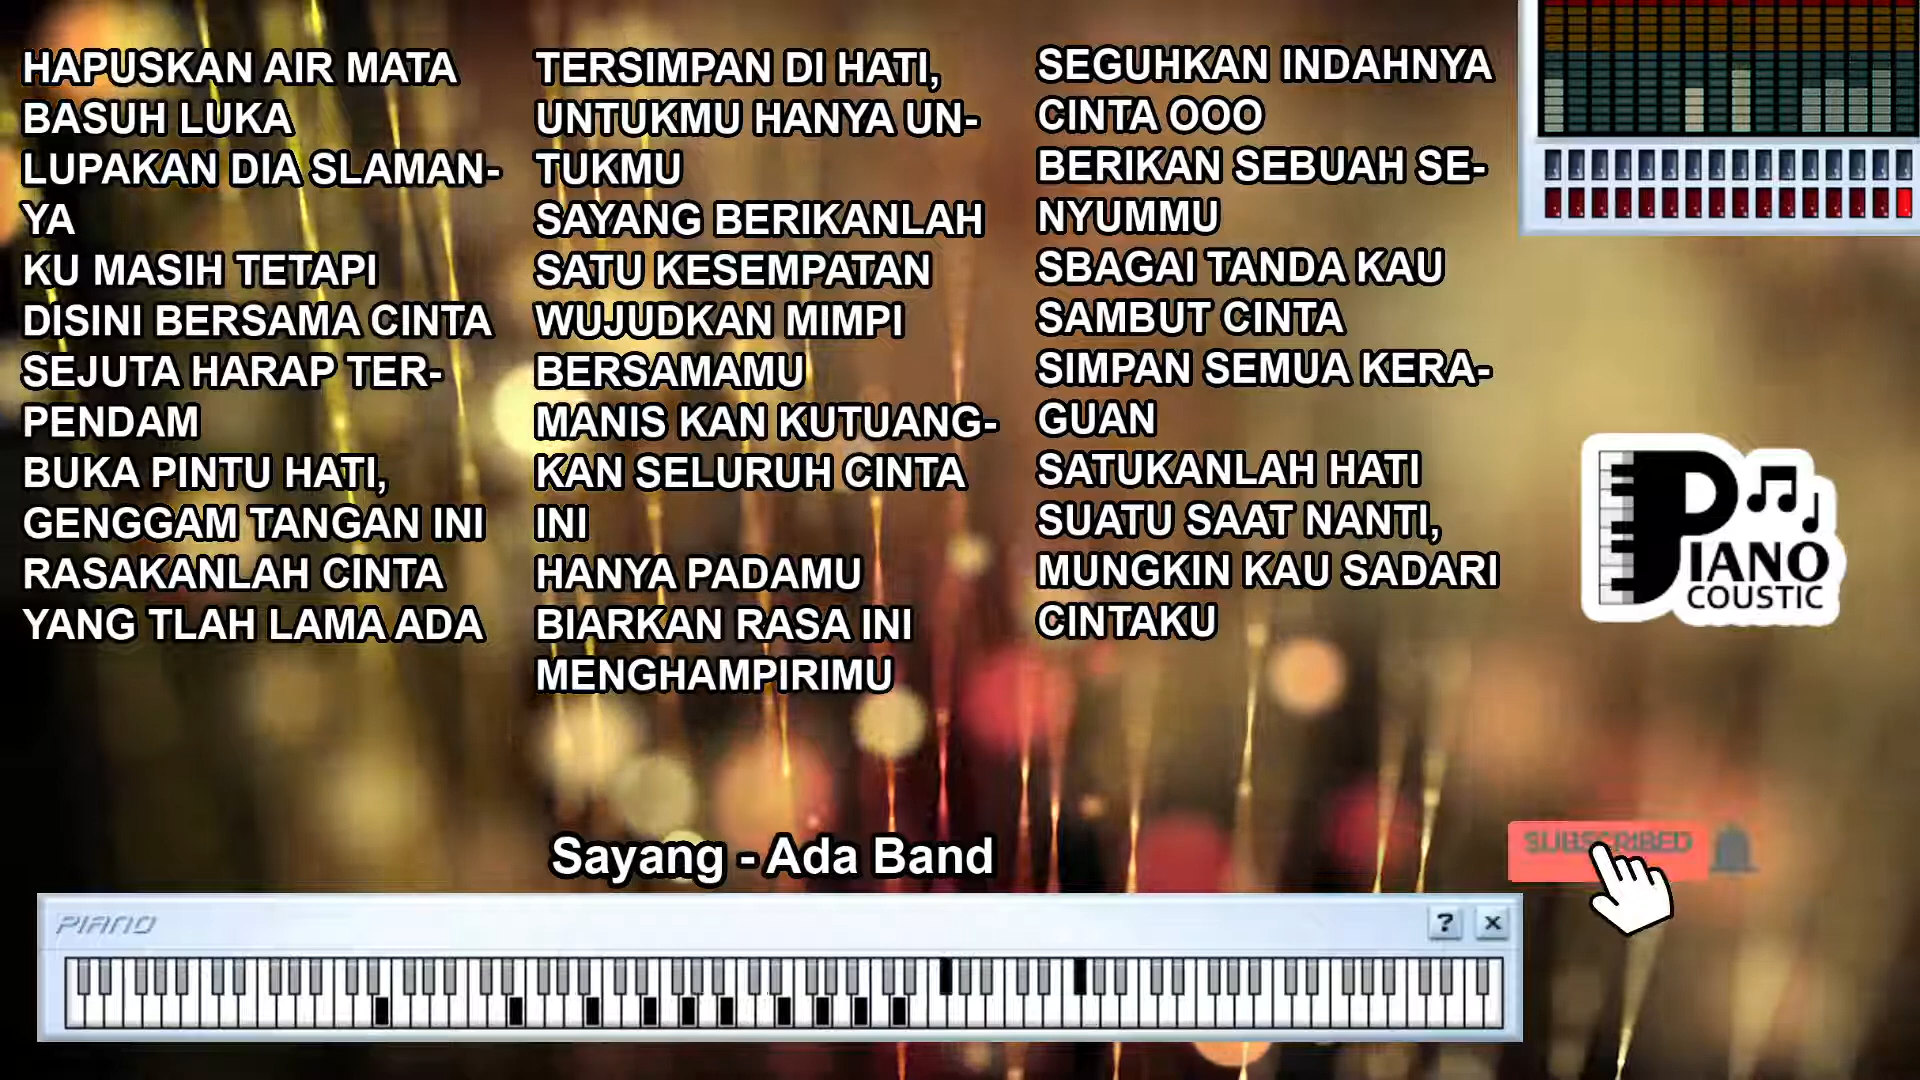 HAPUSKAN AIR MATA
BASUH LUKA
LUPAKAN DIA SLAMAN-
YA
KU MASIH TETAPI
DISINI BERSAMA CINTA
SEJUTA HARAP TER-
PENDAM
BUKA PINTU HATI,
GENGGAM TANGAN INI
RASAKANLAH CINTA
YANG TLAH LAMA ADA
TERSIMPAN DI HATI,
UNTUKMU HANYA UN-
TUKMU
SAYANG BERIKANLAH
SATU KESEMPATAN
WUJUDKAN MIMPI
BERSAMAMU
MANIS KAN KUTUANG-
KAN SELURUH CINTA
INI
HANYA PADAMU
BIARKAN RASA INI
MENGHAMPIRIMU
SEGUHKAN INDAHNYA
CINTA OOO
BERIKAN SEBUAH SE-
NYUMMU
SBAGAI TANDA KAU
SAMBUT CINTA
SIMPAN SEMUA KERA-
GUAN
SATUKANLAH HATI
SUATU SAAT NANTI,
MUNGKIN KAU SADARI
CINTAKU
PIANO
COUSTIC
SUBSCRIBED
Sayang - Ada Band
PIANO
? x